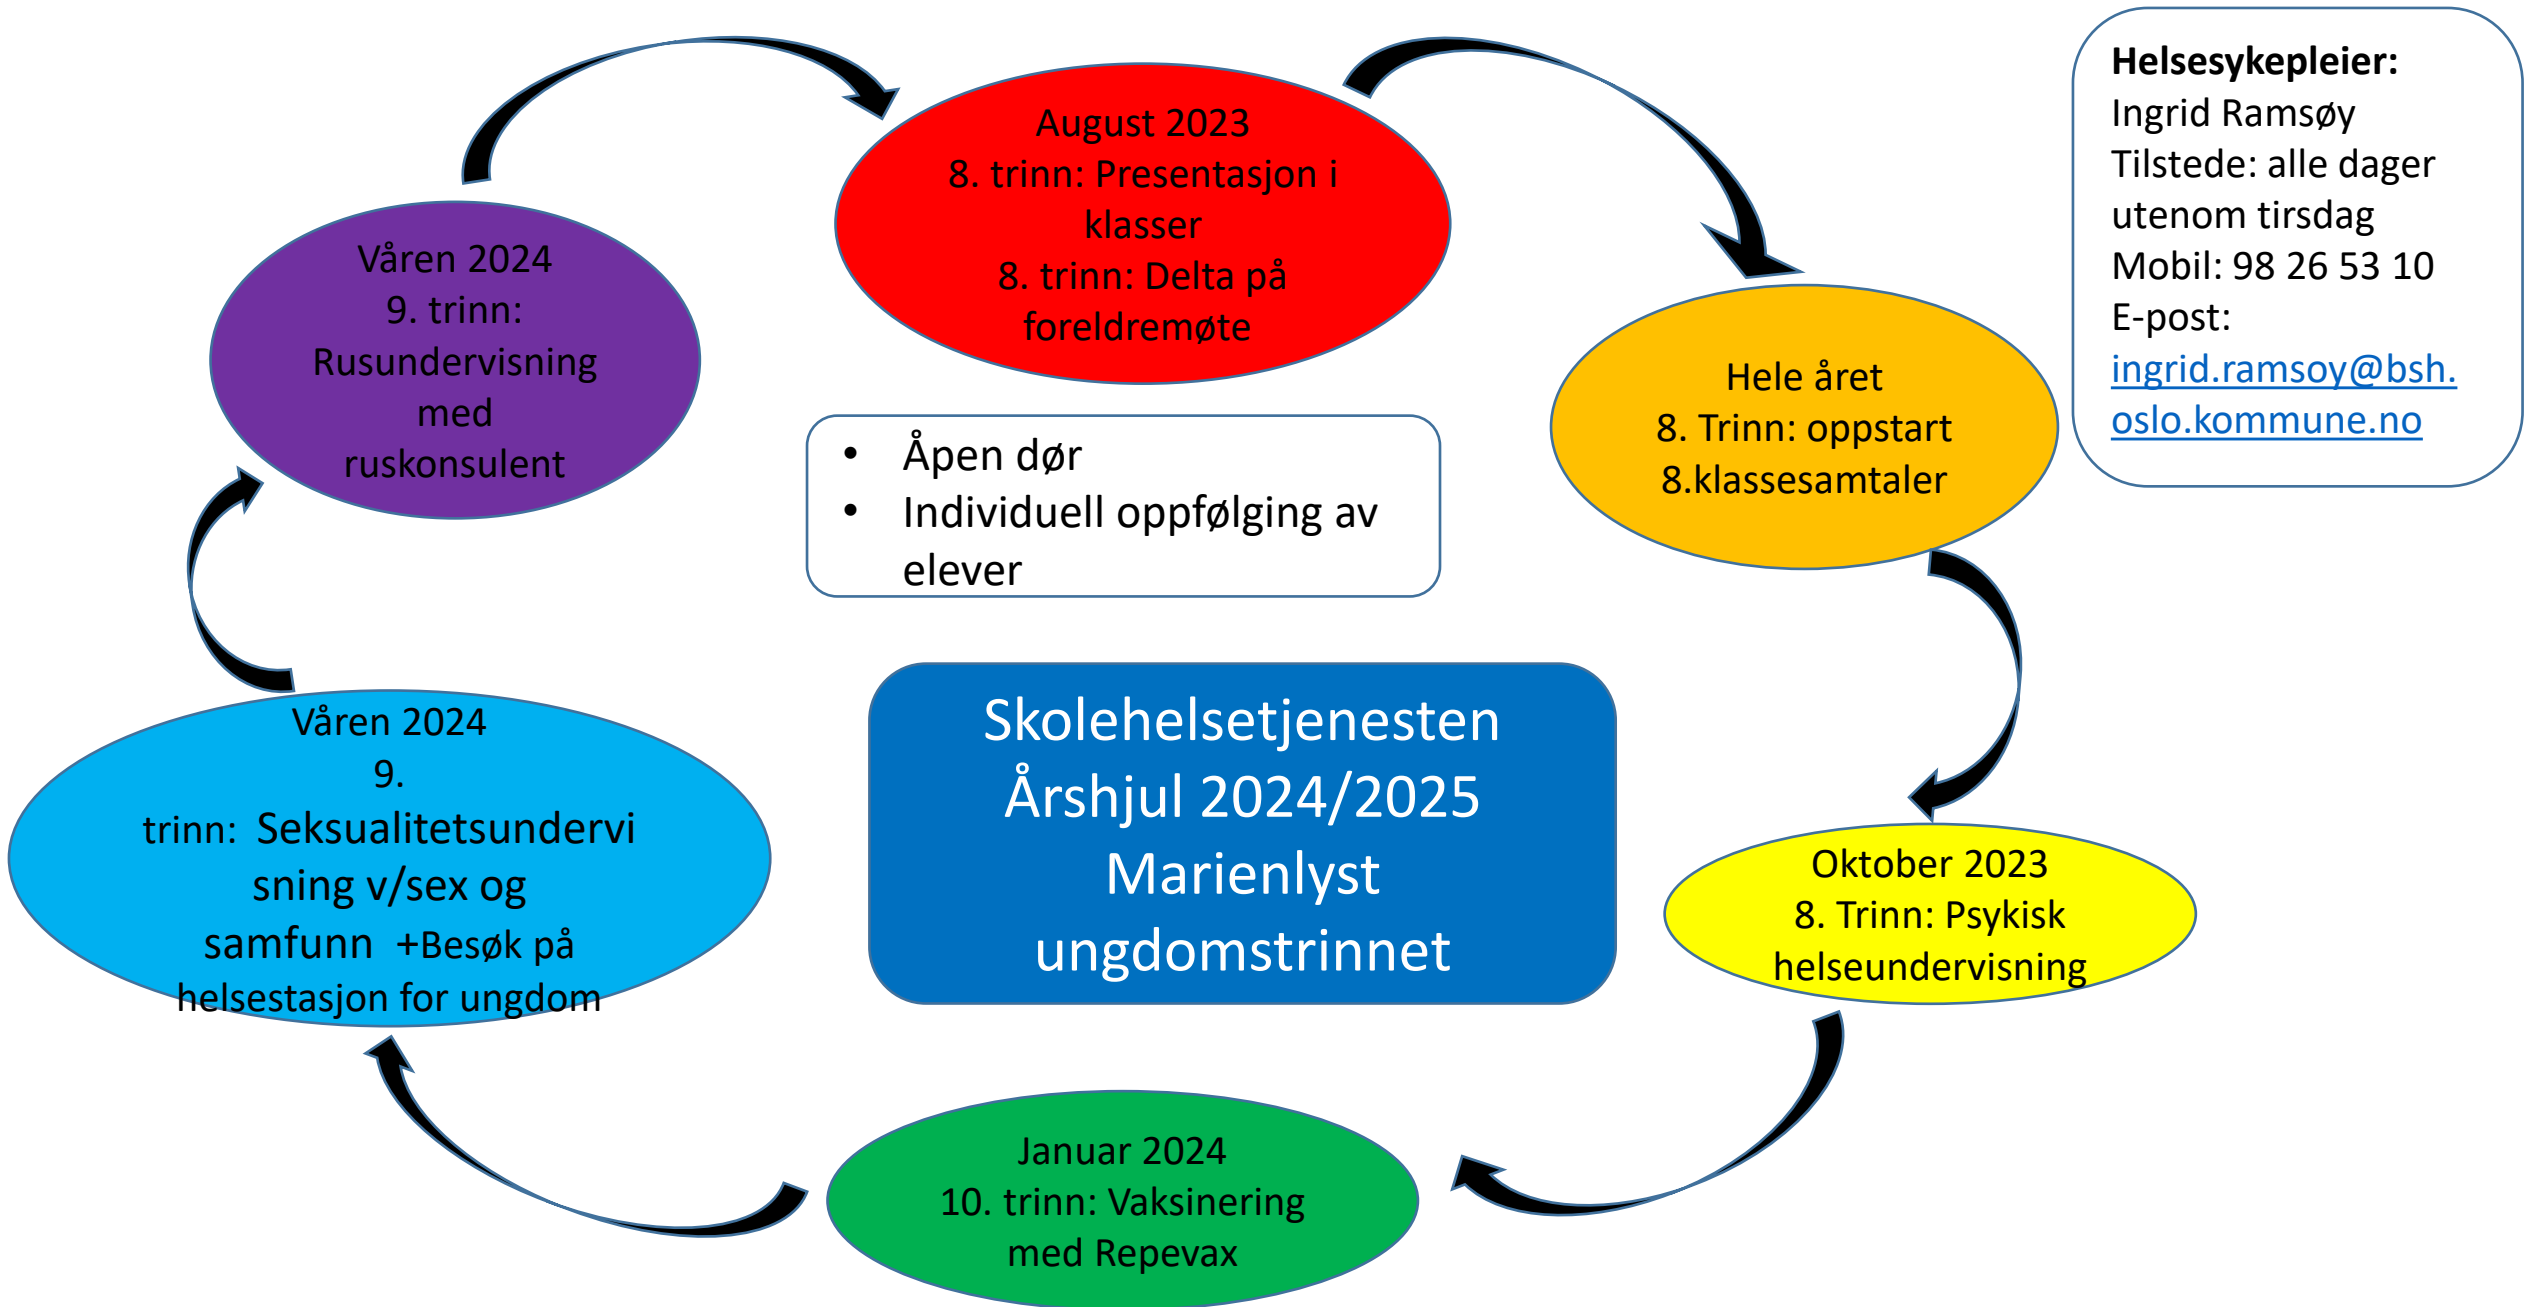 August 2023
8. trinn: Presentasjon i
klasser
8. trinn: Delta på
foreldremøte
Helsesykepleier:
Ingrid Ramsøy
Tilstede: alle dager
utenom tirsdag
Mobil: 98 26 53 10
E-post:
ingrid.ramsoy@bsh.
oslo.kommune.no
Hele året
8. Trinn: oppstart
8.klassesamtaler
Oktober 2023
8. Trinn: Psykisk
helseundervisning
Januar 2024
10. trinn: Vaksinering
med Repevax
Våren 2024
9.
trinn: Seksualitetsundervi
sning v/sex og
samfunn +Besøk på
helsestasjon for ungdom
Våren 2024
9. trinn:
Rusundervisning
med
ruskonsulent
• Åpen dør
• Individuell oppfølging av
elever
Skolehelsetjenesten
Årshjul 2024/2025
Marienlyst
ungdomstrinnet